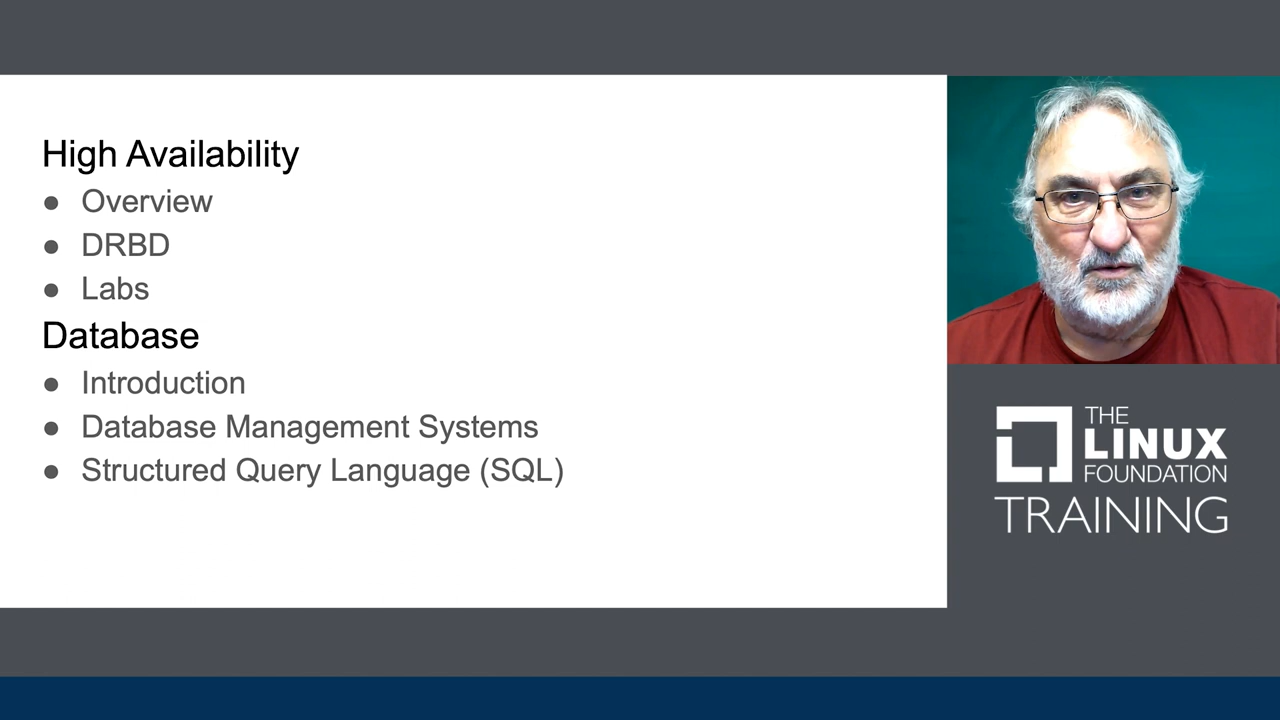 High Availability
● Overview
● DRBD
● Labs
Database
● Introduction
● Database Management Systems
● Structured Query Language (SQL)
THE
LINUX
FOUNDATION
TRAINING